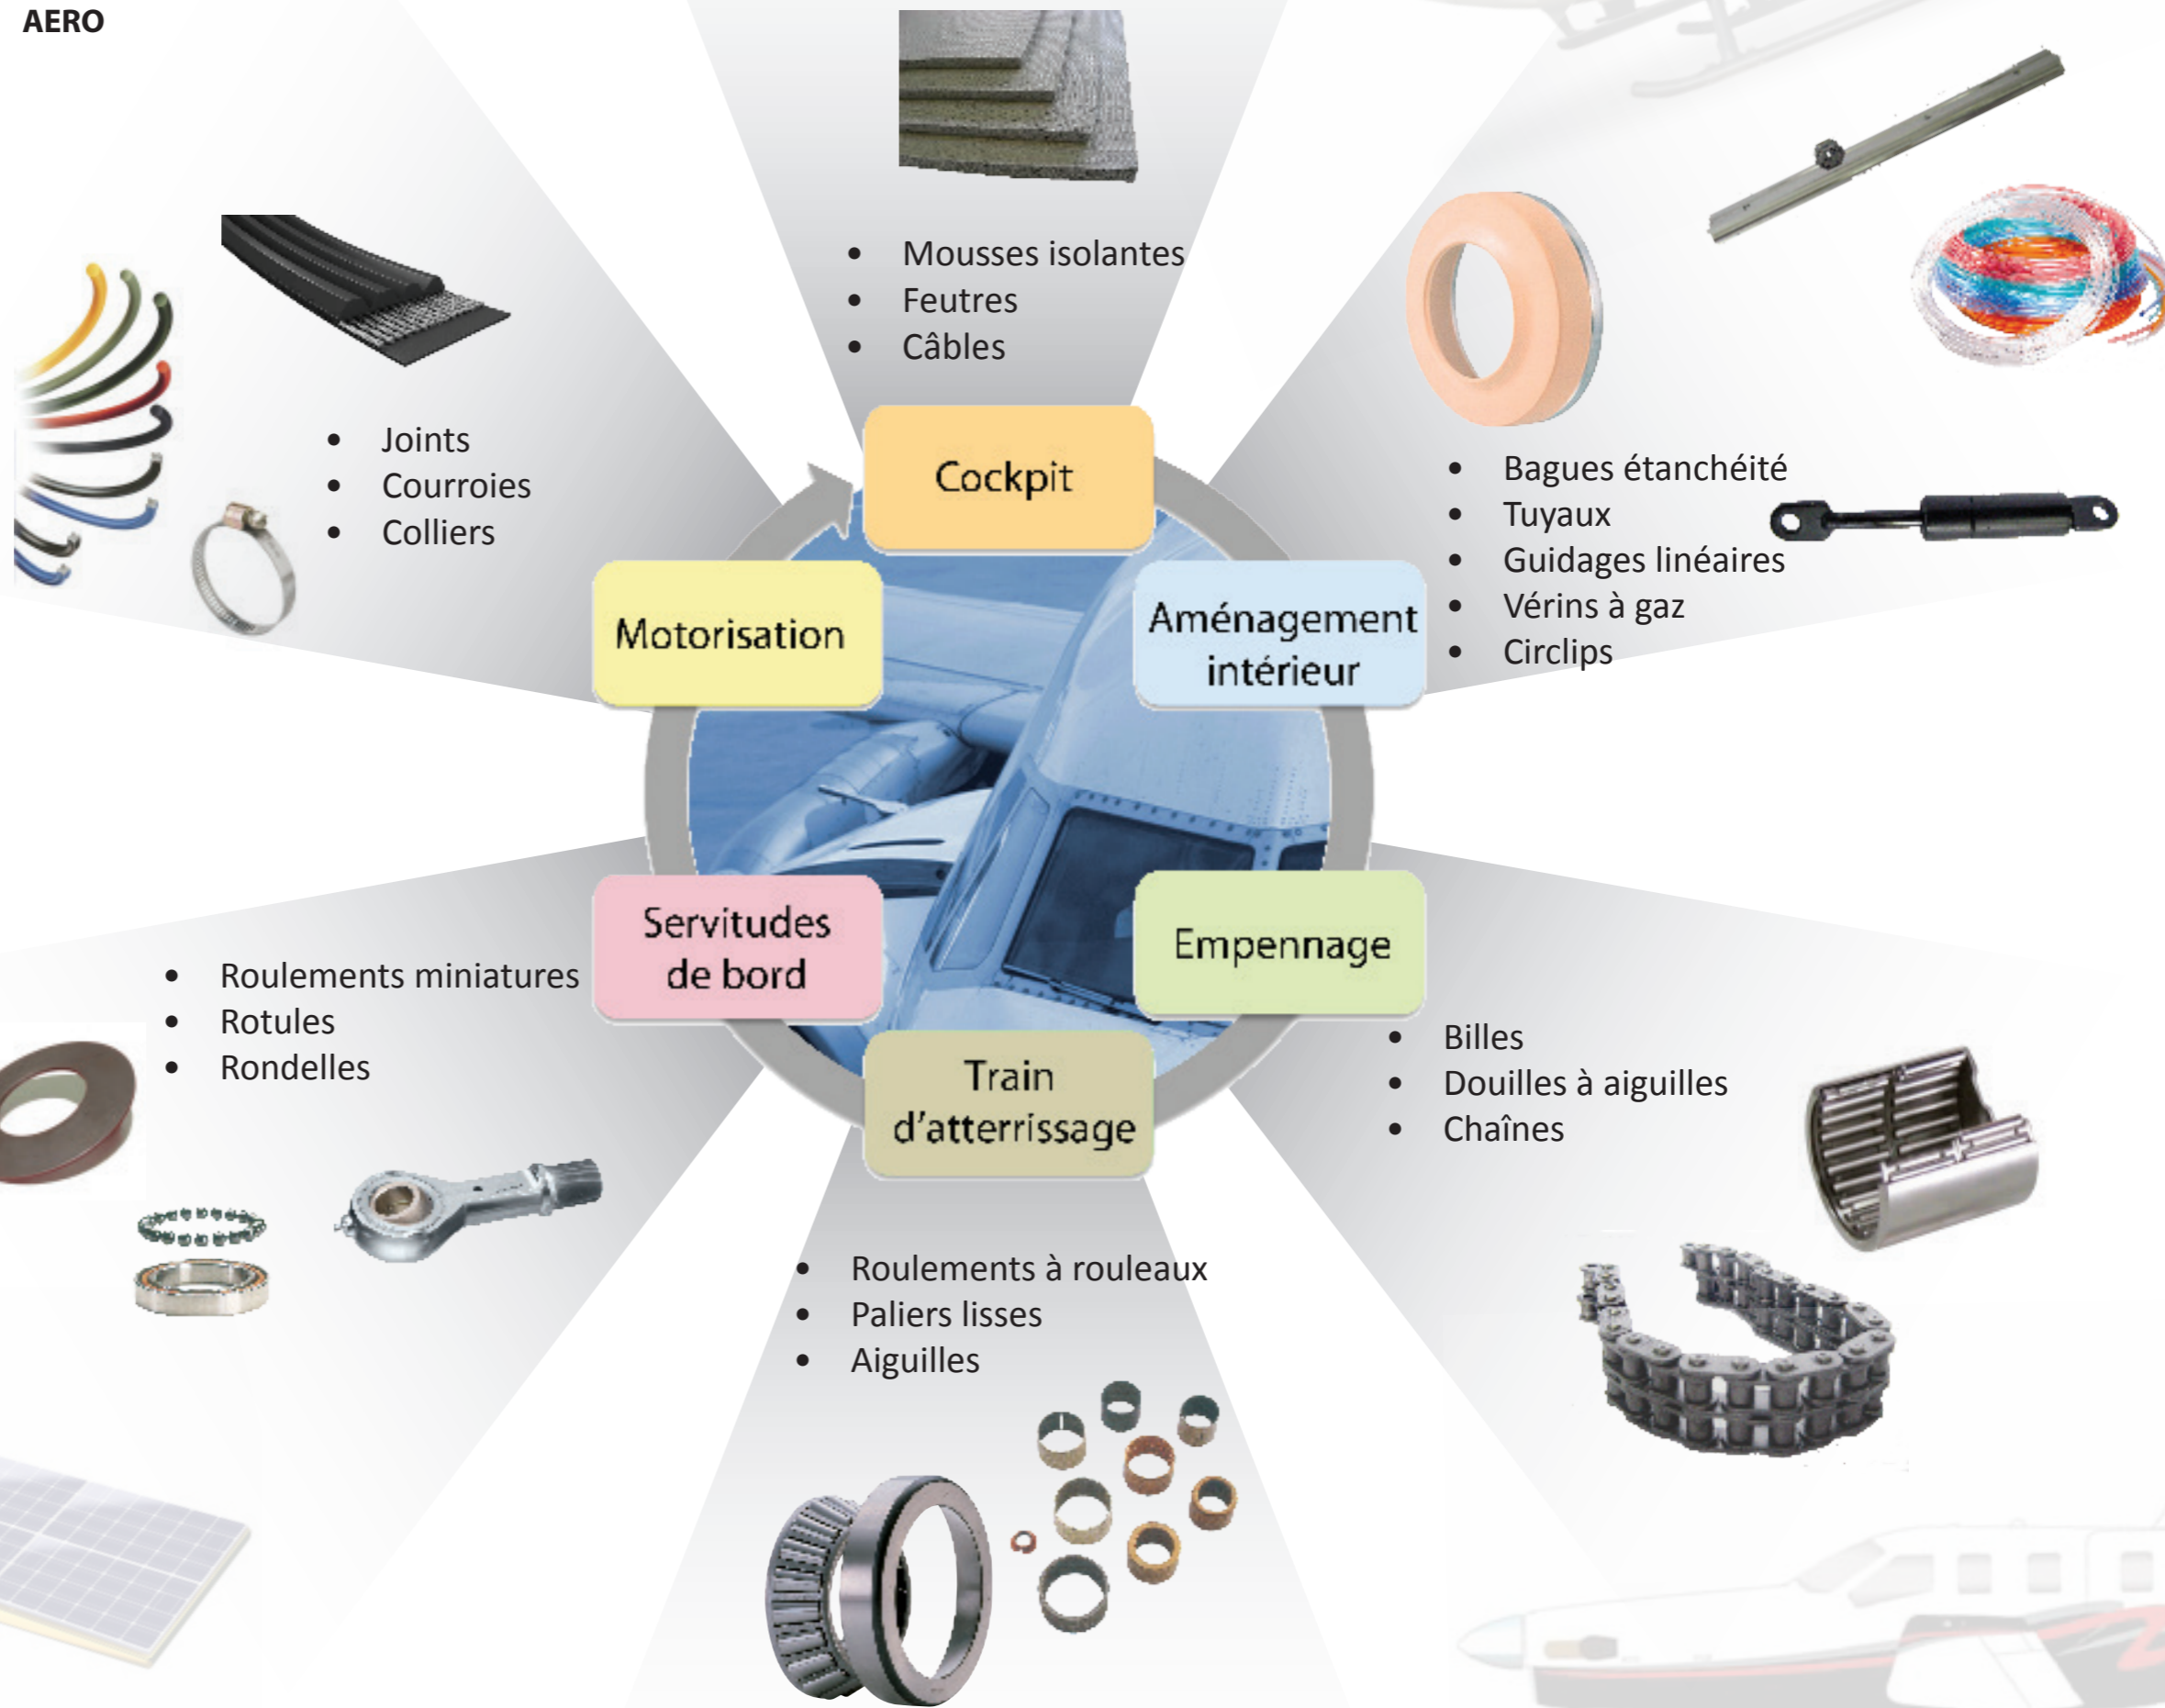 AERO
• Mousses isolantes
• Feutres
• Câbles
Cockpit
• Bagues étanchéité
• Tuyaux
• Guidages linéaires
• Vérins à gaz
• Circlips
Aménagement
intérieur
• Joints
• Courroies
• Colliers
Motorisation
Servitudes
de bord
• Roulements miniatures
• Rotules
• Rondelles
Empennage
• Billes
• Douilles à aiguilles
• Chaînes
Train
d'atterrissage
• Roulements à rouleaux
• Paliers lisses
• Aiguilles